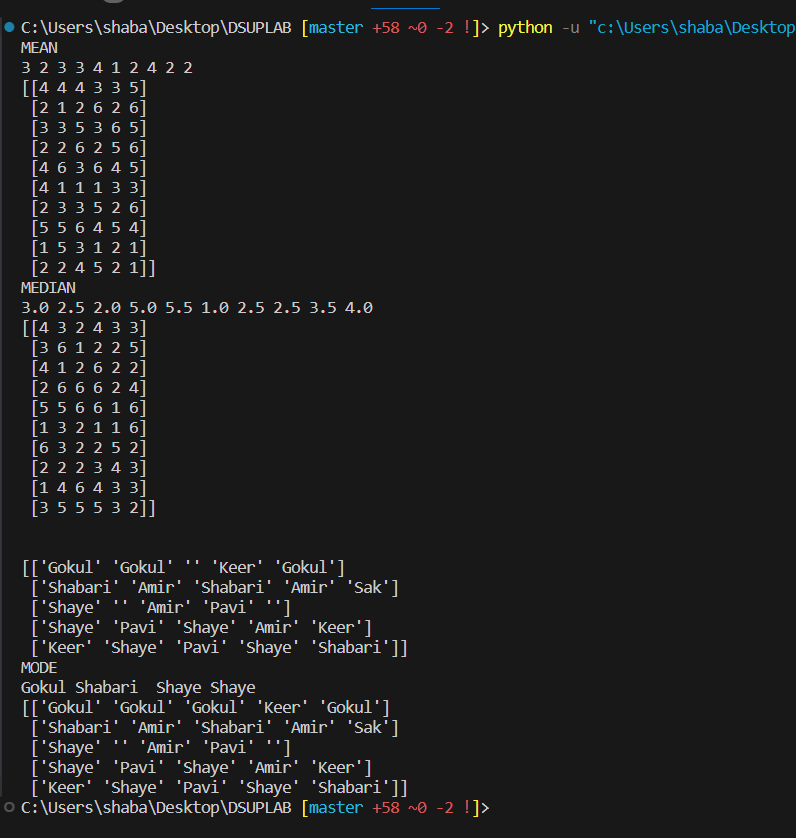 C:\Users\shaba\Desktop\DSUPLAB [master +58 ~0 -2 !]> python -u "c:\Users\shaba\Desktop
MEAN
3 2 3 3 4 1 2 4 2 2
[[4 4 4 3 3 5]
[2 1 2 6 2 6]
[3 3 5 3 6 5]
[2 2 6 2 5 6]
[4 6 3 6 4 5]
[4 1 1 1 3 3]
[2 3 3 5 2 6]
[5 5 6 4 5 4]
[1 5 3 1 2 1]
[2 2 4 5 2 1]]
MEDIAN
3.0 2.5 2.0 5.0 5.5 1.0 2.5 2.5 3.5 4.0
[[4 3 2 4 3 3]
[3 6 1 2 2 5]
[4 1 2 6 2 2]
[2 6 6 6 2 4]
[5 5 6 6 1 6]
[1 3 2 1 1 6]
[6 3 2 2 5 2]
[2 2 2 3 4 3]
[1 4 6 4 3 3]
[3 5 5 5 3 2]]
[['Gokul' 'Gokul' '' 'Keer' 'Gokul']
['Shabari' 'Amir' 'Shabari' 'Amir' 'Sak']
['Shaye' '' 'Amir' 'Pavi' '']
['Shaye' 'Pavi' 'Shaye' 'Amir' 'Keer']
['Keer' 'Shaye' 'Pavi' 'Shaye' 'Shabari']]
MODE
Gokul Shabari  Shaye Shaye
[['Gokul' 'Gokul' 'Gokul' 'Keer' 'Gokul']
['Shabari' 'Amir' 'Shabari' 'Amir' 'Sak']
['Shaye' '' 'Amir' 'Pavi' '']
['Shaye' 'Pavi' 'Shaye' 'Amir' 'Keer']
['Keer' 'Shaye' 'Pavi' 'Shaye' 'Shabari']]
C:\Users\shaba\Desktop\DSUPLAB [master +58 ~0 -2 !]>